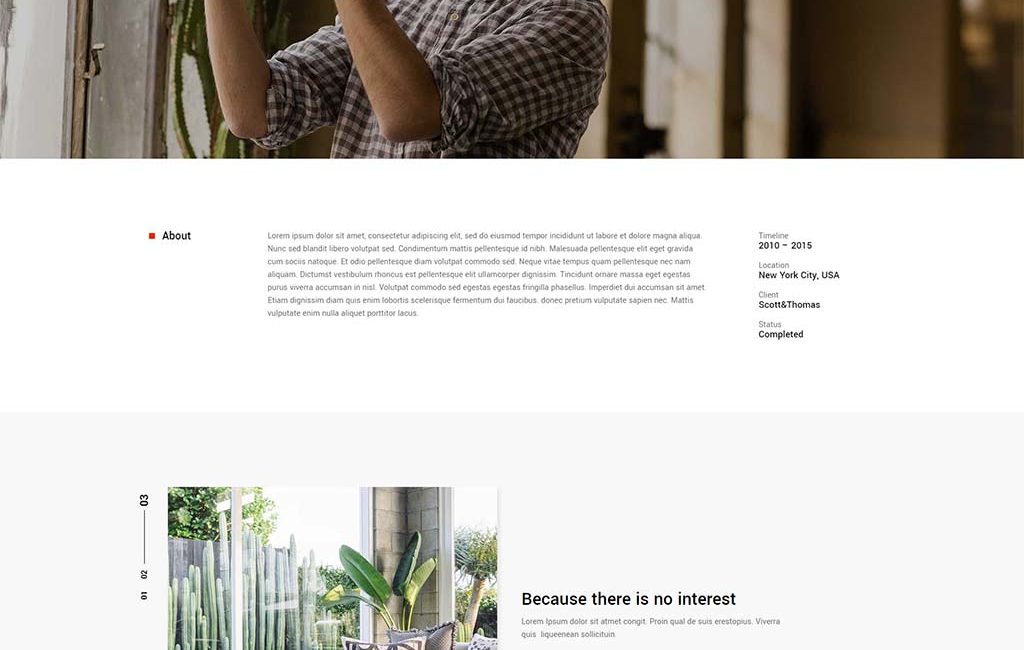 About
Lorem ipsum dolor sit amet, consectetur adipiscing elit, sed do eiusmod tempor incididunt ut labore et dolore magna aliqua.
Nunc sed blandit libero volutpat sed. Condimentum mattis pellentesque id nibh. Malesuada pellentesque elit eget gravida
cum sociis natoque. Et odio pellentesque diam volutpat commodo sed. Neque vitae tempus quam pellentesque nec nam
aliquam. Dictumst vestibulum rhoncus est pellentesque elit ullamcorper dignissim. Tincidunt ornare massa eget egestas
purus viverra accumsan in nisl. Volutpat commodo sed egestas egestas fringilla phasellus. Imperdiet dui accumsan sit amet.
Etiam dignissim diam quis enim lobortis scelerisque fermentum dui faucibus. donec pretium vulputate sapien nec. Mattis
vulputate enim nulla aliquet porttitor lacus.
Timeline
2010 – 2015
Location
New York City, USA
Client
Scott&Thomas
Status
Completed
03
02
01
Because there is no interest
Lorem Ipsum dolor sit atmet congit. Proin qual de suis erestopius. Viverra
quis liqueenean sollicituin.